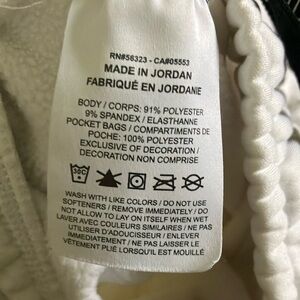 RN#56323 - CA#05553
MADE IN JORDAN
FABRIQUÉ EN JORDANIE
BODY / CORPS: 91% POLYESTER
9% SPANDEX / ELASTHANNE
POCKET BAGS / COMPARTIMENTS DE
POCHE: 100% POLYESTER
EXCLUSIVE OF DECORATION /
DECORATION NON COMPRISE
30C
WASH WITH LIKE COLORS / DO NOT USE
SOFTENERS / REMOVE IMMEDIATELY / DO
NOT ALLOW TO LAY ON ITSELF WHEN WET
LAVER AVEC COULEURS SIMILAIRES / NE PAS
UTILISER D'ADOUCISSEUR / ENLEVER
IMMEDIATEMENT / NE PAS LAISSER LE
VÊTEMENT PLIÉ LORSQU'IL EST MOUILLÉ